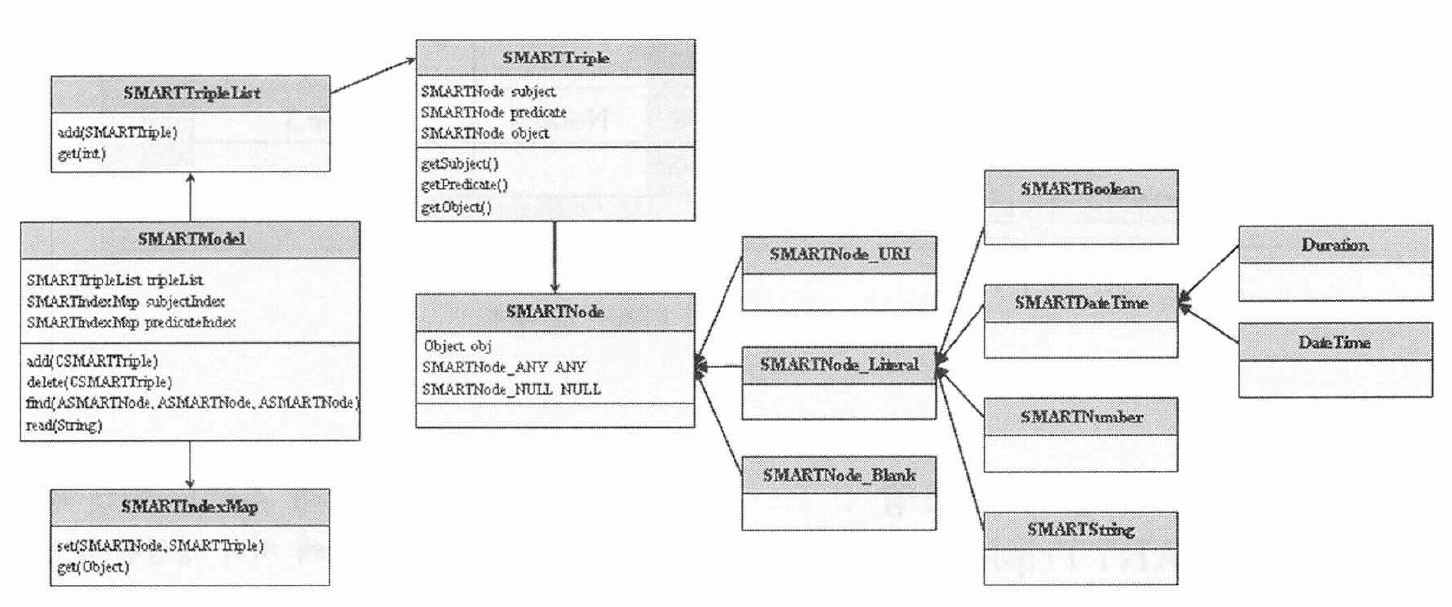 SMARTTripleList
add(SMARTTriple)
get(int)
SMARTTriple
SMARTNode subject
SMARTNode predicate
SMARTNode object
getSubject()
getPredicate()
getObject()
SMARTModel
SMARTTripleList tripleList
SMARTIndexMap subjectIndex
SMARTIndexMap predicateIndex
add(CSMARTTriple)
delete(CSMARTTriple)
find(ASMARTNode, ASMARTNode, ASMARTNode)
read(String)
SMARTIndexMap
set(SMARTNode, SMARTTriple)
get(Object)
SMARTNode
Object obj
SMARTNode_ANY ANY
SMARTNode_NULL NULL
SMARTNode_URI
SMARTNode_Literal
SMARTNode_Blank
SMARTBoolean
SMARTDateTime
SMARTNumber
SMARTString
Duration
DateTime